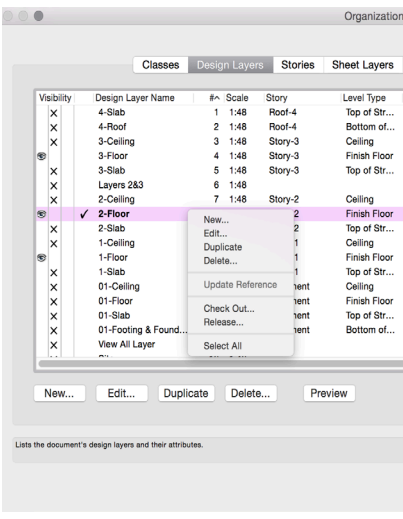 Organization
Classes Design Layers Stories Sheet Layers
Visibility Design Layer Name #^ Scale Story Level Type
X 4-Slab 1 1:48 Roof-4 Top of Str...
X 4-Roof 2 1:48 Roof-4 Bottom of...
X 3-Ceiling 3 1:48 Story-3 Ceiling
3-Floor 4 1:48 Story-3 Finish Floor
X 3-Slab 5 1:48 Story-3 Top of Str...
X Layers 2&3 6 1:48
X 2-Ceiling 7 1:48 Story-2 Ceiling
✓ 2-Floor 2 Finish Floor
X 2-Slab 2 Top of Str...
X 1-Ceiling 1 Ceiling
1-Floor 1 Finish Floor
X 1-Slab 1 Top of Str...
X 01-Ceiling nent Ceiling
X 01-Floor nent Finish Floor
X 01-Slab nent Top of Str...
X 01-Footing & Found... nent Bottom of...
X View All Layer
New...
Edit...
Duplicate
Delete...
Update Reference
Check Out...
Release...
Select All
New... Edit... Duplicate Delete... Preview
Lists the document's design layers and their attributes.